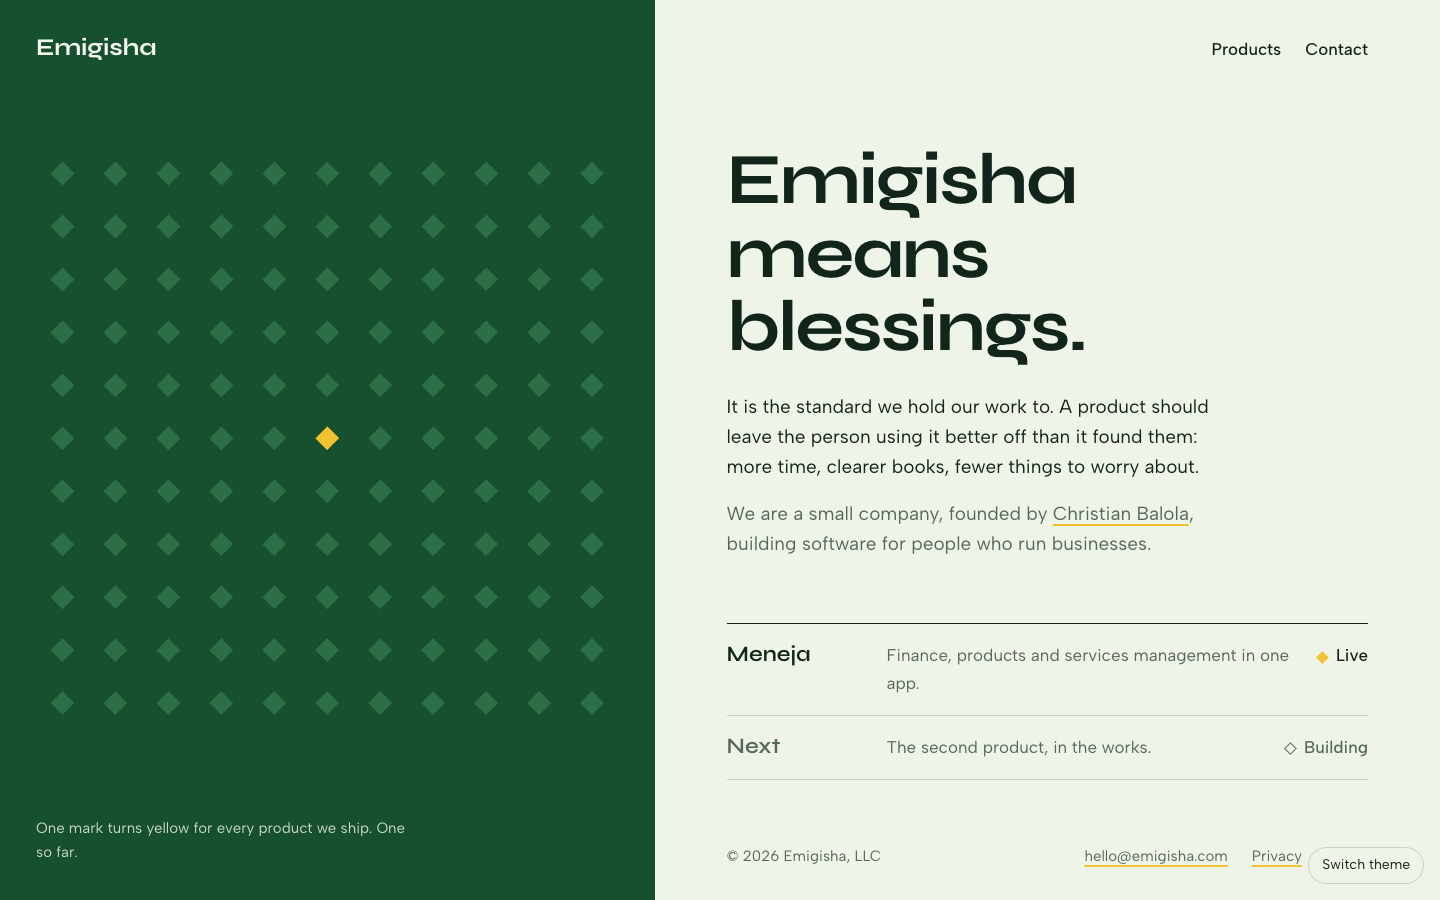 Emigisha
Products Contact
Emigisha
means
blessings.
It is the standard we hold our work to. A product should
leave the person using it better off than it found them:
more time, clearer books, fewer things to worry about.
We are a small company, founded by Christian Balola,
building software for people who run businesses.
Meneja
Finance, products and services management in one
app.
Live
Next
The second product, in the works.
Building
One mark turns yellow for every product we ship. One
so far.
© 2026 Emigisha, LLC
hello@emigisha.com
Privacy
Switch theme